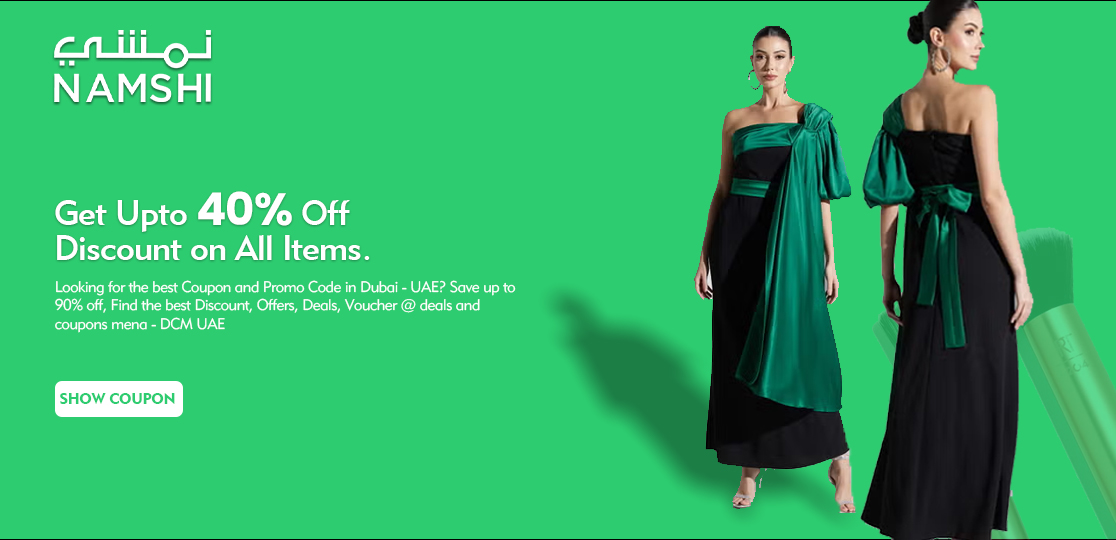 نمشي
NAMSHI
Get Upto 40% Off
Discount on All Items.
Looking for the best Coupon and Promo Code in Dubai - UAE? Save up to
90% off, Find the best Discount, Offers, Deals, Voucher @ deals and
coupons mena - DCM UAE
SHOW COUPON